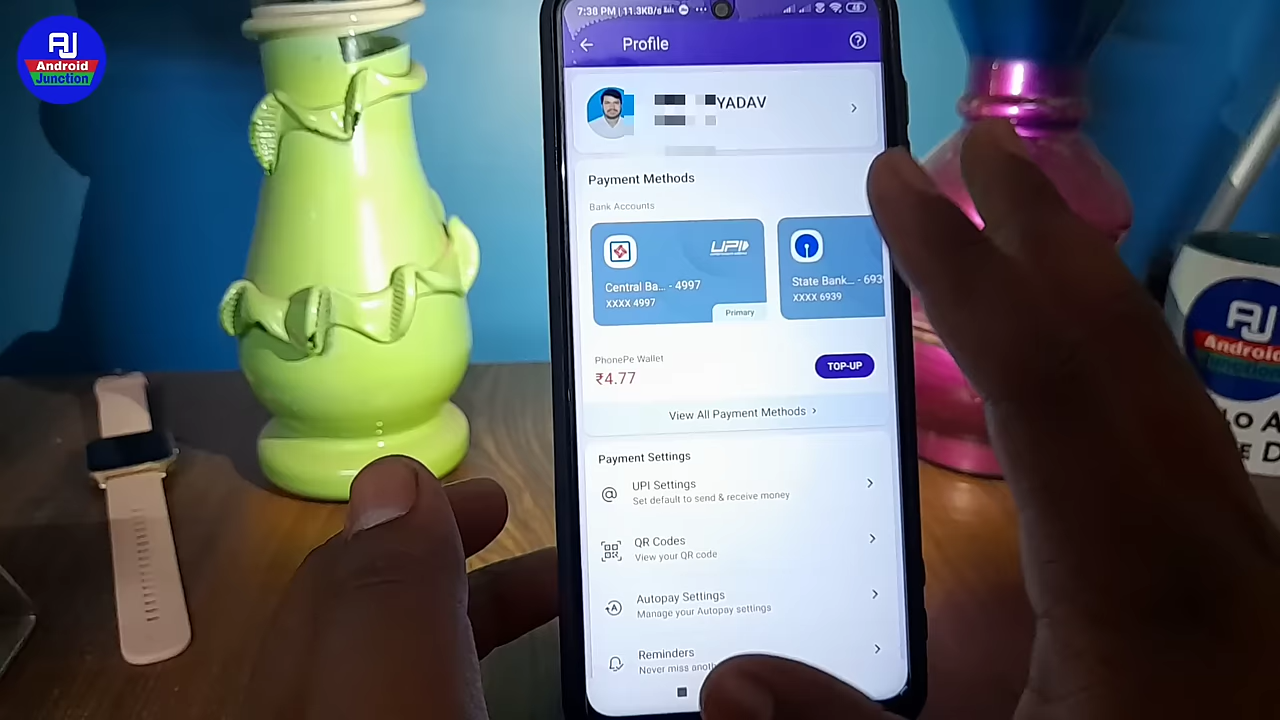 AJ
Android
Junction
7:30 PM | 11.3KB/s
48
Profile
YADAV
Payment Methods
Bank Accounts
UPI
Central Ba... - 4997
XXXX 4997
Primary
State Bank... - 6939
XXXX 6939
PhonePe Wallet
₹4.77
TOP-UP
View All Payment Methods
Payment Settings
UPI Settings
Set default to send & receive money
QR Codes
View your QR code
Autopay Settings
Manage your Autopay settings
Reminders
Never miss
AJ
Android
Junction